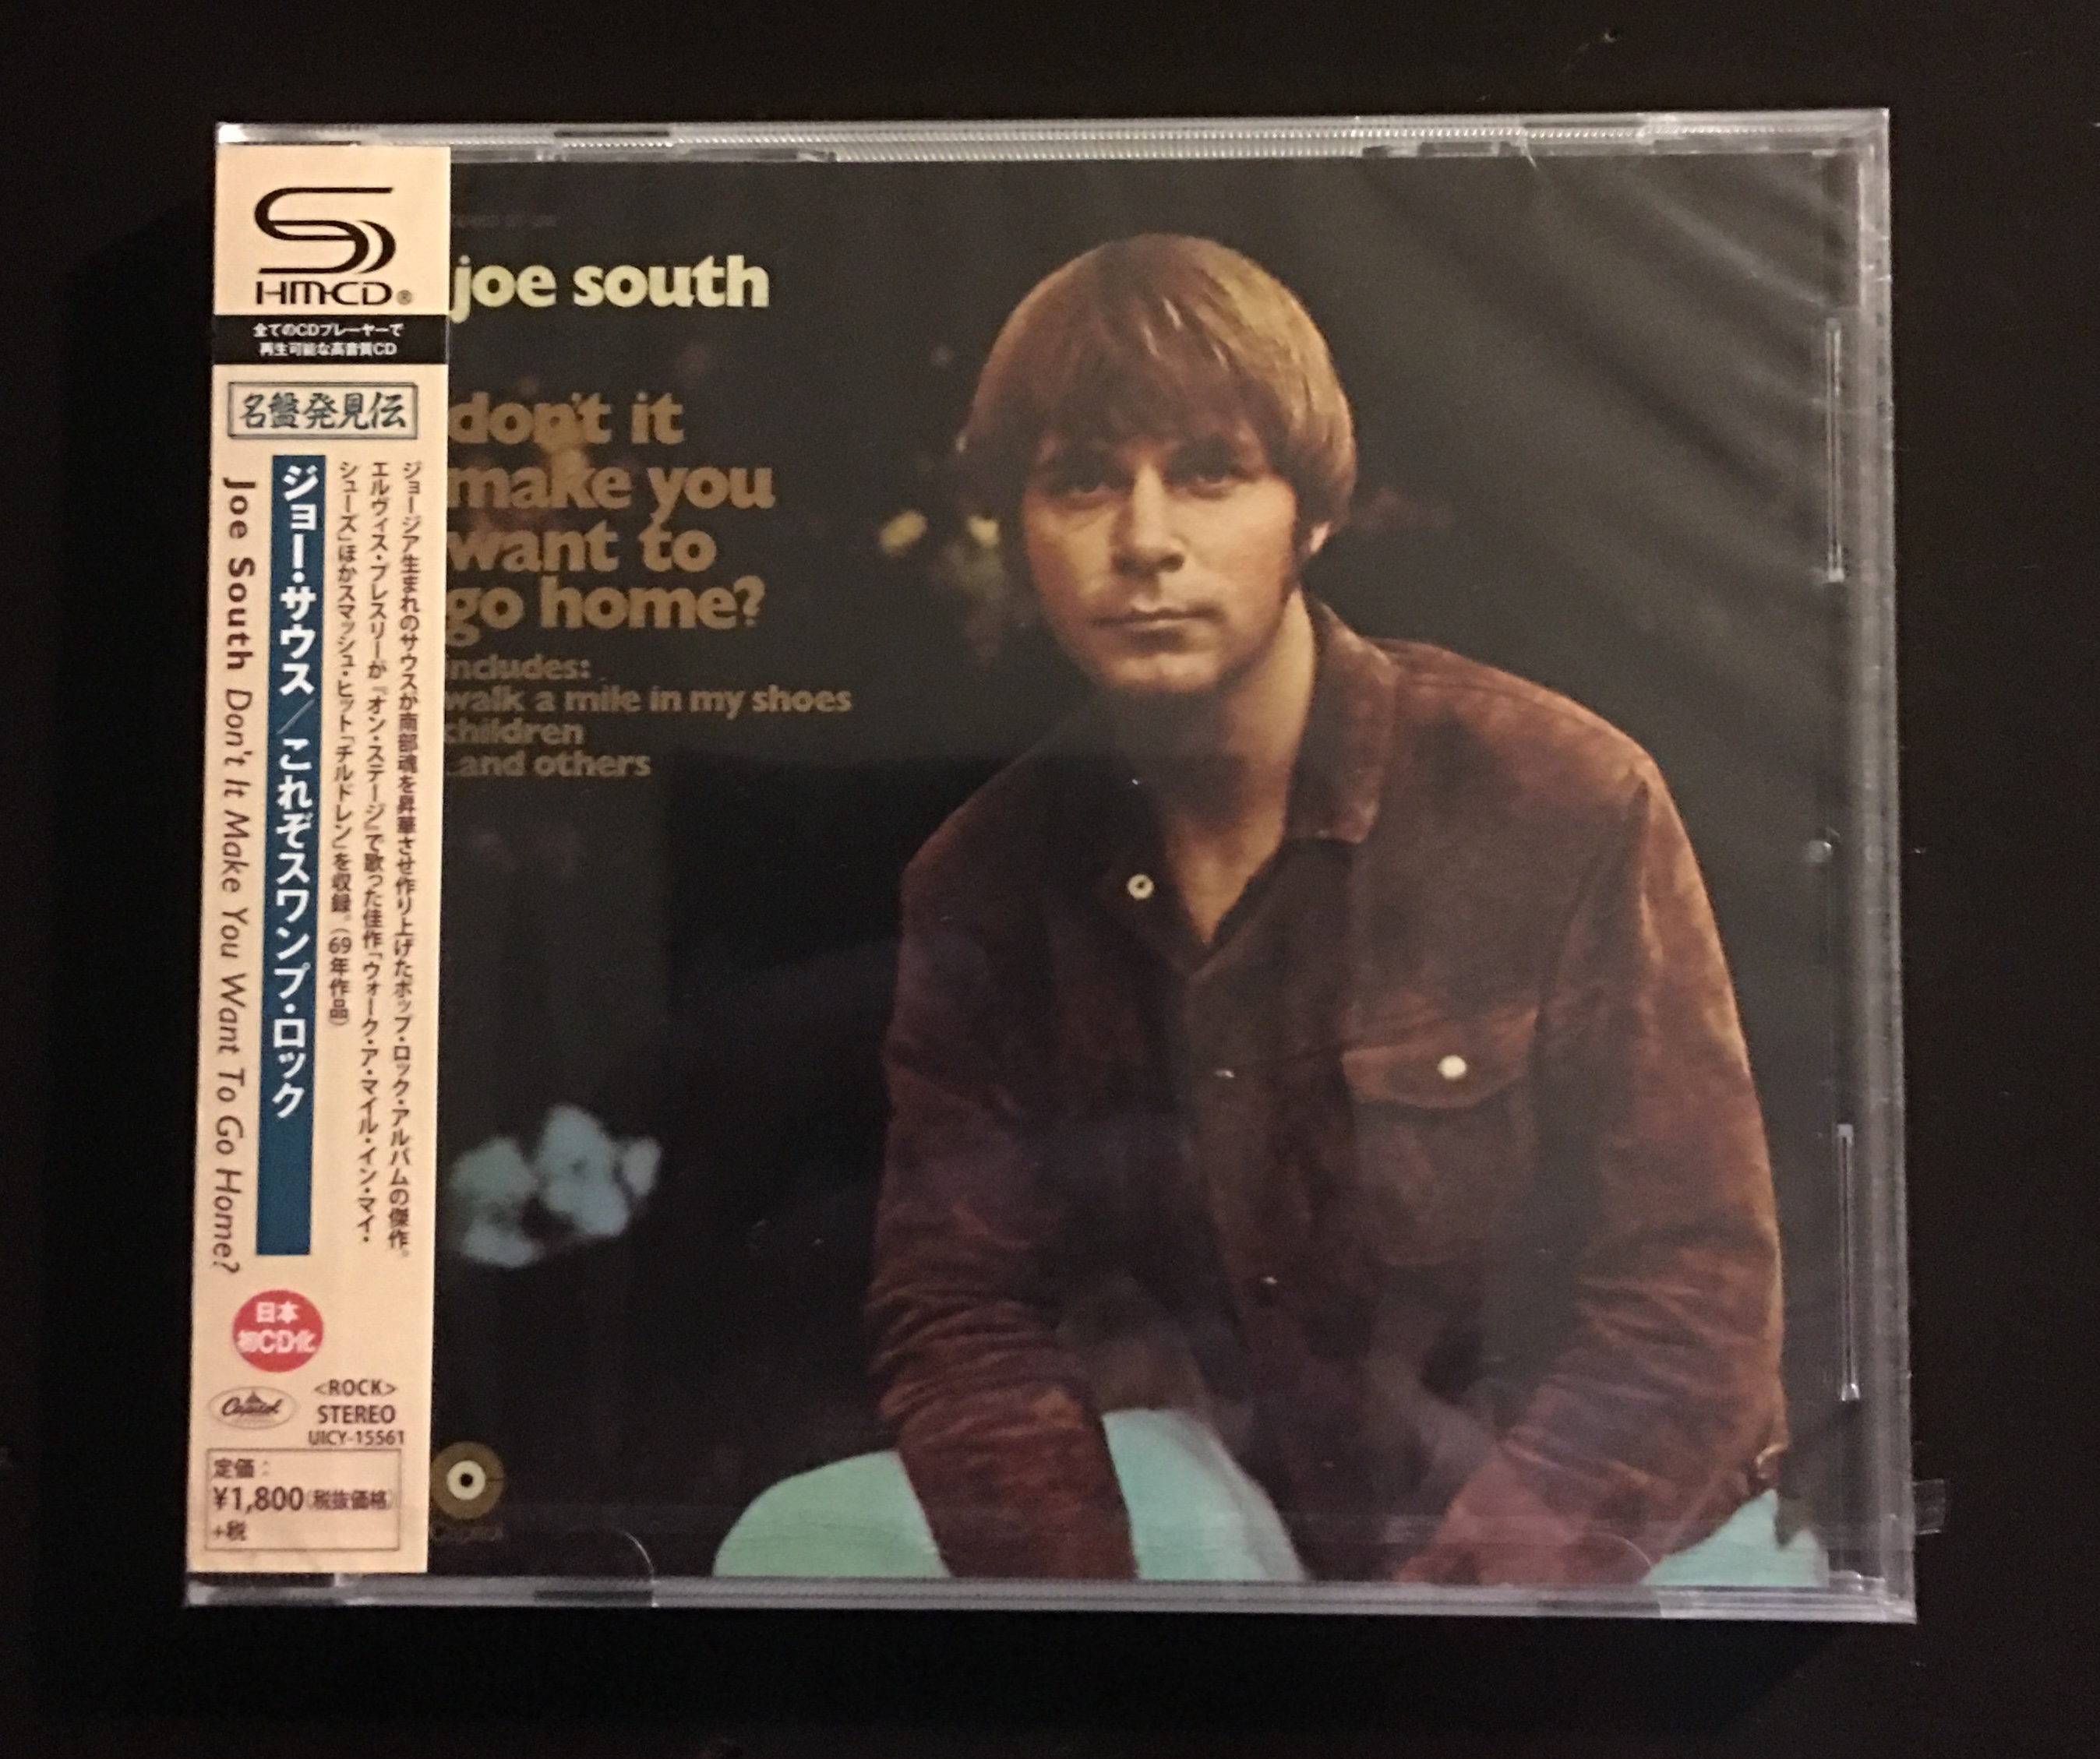 SHM-CD®
全てのCDプレーヤーで
再生可能な高音質CD
名盤発見伝
ジョージア生まれのサウスが南部魂を昇華させ作り上げたポップ・ロック・アルバムの傑作。
エルヴィス・プレスリーが『オン・ステージ』で歌った佳作「ウォーク・ア・マイル・イン・マイ・
シューズ」ほかスマッシュ・ヒット「チルドレン」を収録。(69年作品)
ジョー・サウス/これぞスワンプ・ロック
Joe South Don't It Make You Want To Go Home?
日本
初CD化
Capitol
<ROCK>
STEREO
UICY-15561
定価:
¥1,800(税抜価格)
+税
joe south
don't it
make you
want to
go home?
includes:
walk a mile in my shoes
children
..and others
Capitol